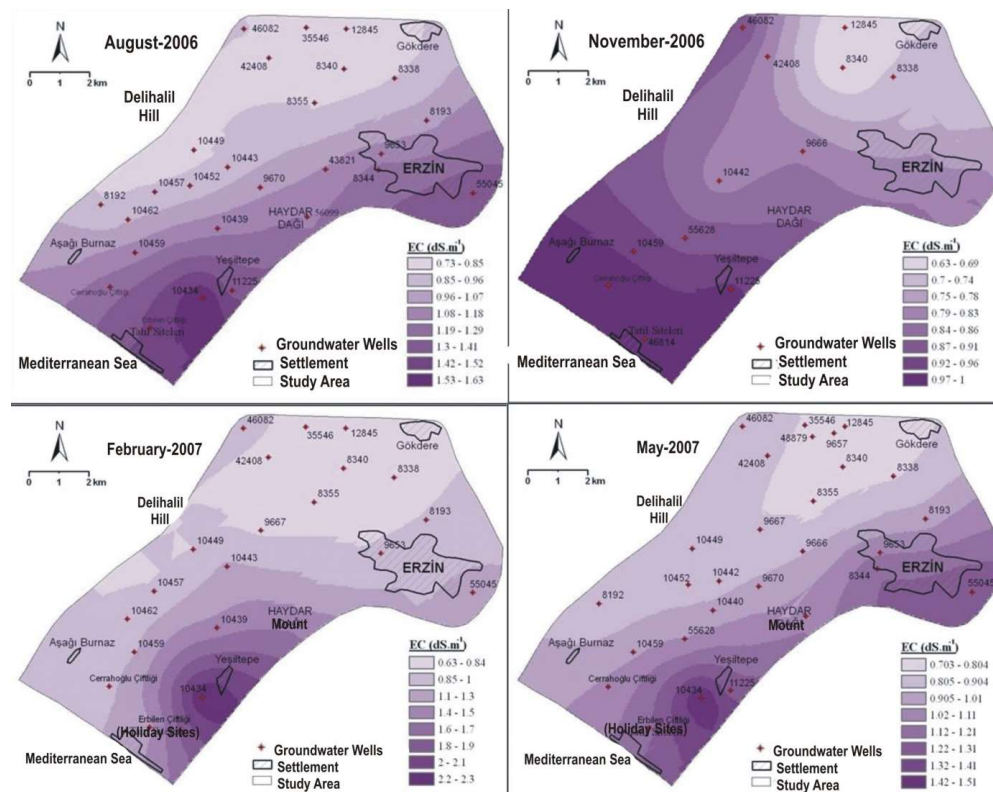 August-2006
N
0 1 2 km
Delihalil
Hill
46082
35546
12845
Gökdere
42408
8340
8338
8355
8193
10449
10443
9653
ERZİN
43821
8344
9670
10452
10457
55045
8192
10462
HAYDAR
DAĞI
56099
10439
Aşağı Burnaz
10459
Yeşiltepe
Cerrahoğlu Çiftliği
10434
11225
Erbilen Çiftliği
Tatil Siteleri
Mediterranean Sea
Groundwater Wells
Settlement
Study Area
EC (dS.m-1)
0.73 - 0.85
0.85 - 0.96
0.96 - 1.07
1.08 - 1.18
1.19 - 1.29
1.3 - 1.41
1.42 - 1.52
1.53 - 1.63
November-2006
N
0 1 2 km
Delihalil
Hill
46082
12845
Gökdere
42408
8340
8338
9666
ERZİN
10442
HAYDAR
DAĞI
55628
Aşağı Burnaz
10459
Yeşiltepe
Cerrahoğlu Çiftliği
11225
Tatil Siteleri
46814
Mediterranean Sea
Groundwater Wells
Settlement
Study Area
EC (dS.m-1)
0.63 - 0.69
0.7 - 0.74
0.75 - 0.78
0.79 - 0.83
0.84 - 0.86
0.87 - 0.91
0.92 - 0.96
0.97 - 1
February-2007
N
0 1 2 km
Delihalil
Hill
46082
35546
12845
Gökdere
42408
8340
8338
8355
8193
9667
10449
10443
9653
ERZİN
10457
55045
10462
HAYDAR
Mount
10439
Aşağı Burnaz
10459
Yeşiltepe
Cerrahoğlu Çiftliği
10434
Erbilen Çiftliği
(Holiday Sites)
Mediterranean Sea
Groundwater Wells
Settlement
Study Area
EC (dS.m-1)
0.63 - 0.84
0.85 - 1
1.1 - 1.3
1.4 - 1.5
1.6 - 1.7
1.8 - 1.9
2 - 2.1
2.2 - 2.3
May-2007
N
0 1 2 km
Delihalil
Hill
46082
35546
12845
48879
9657
Gökdere
42408
8340
8338
8355
8193
9667
10449
9666
9653
ERZİN
8344
10452
10442
9670
55045
8192
10440
HAYDAR
Mount
55628
Aşağı Burnaz
10459
Yeşiltepe
Cerrahoğlu Çiftliği
10434
11225
(Holiday Sites)
Mediterranean Sea
Groundwater Wells
Settlement
Study Area
EC (dS.m-1)
0.703 - 0.804
0.805 - 0.904
0.905 - 1.01
1.02 - 1.11
1.12 - 1.21
1.22 - 1.31
1.32 - 1.41
1.42 - 1.51